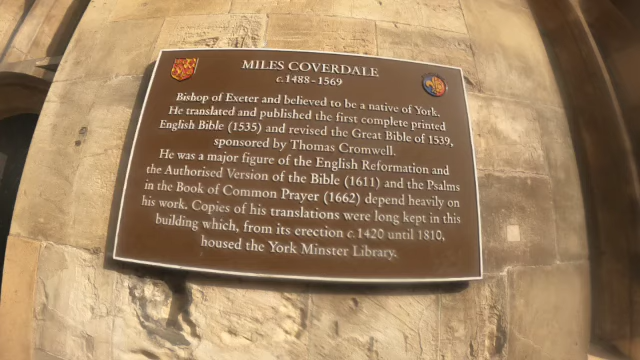 MILES COVERDALE
c.1488-1569
Bishop of Exeter and believed to be a native of York.
He translated and published the first complete printed
English Bible (1535) and revised the Great Bible of 1539,
sponsored by Thomas Cromwell.
He was a major figure of the English Reformation and
the Authorised Version of the Bible (1611) and the Psalms
in the Book of Common Prayer (1662) depend heavily on
his work. Copies of his translations were long kept in this
building which, from its erection c.1420 until 1810,
housed the York Minster Library.